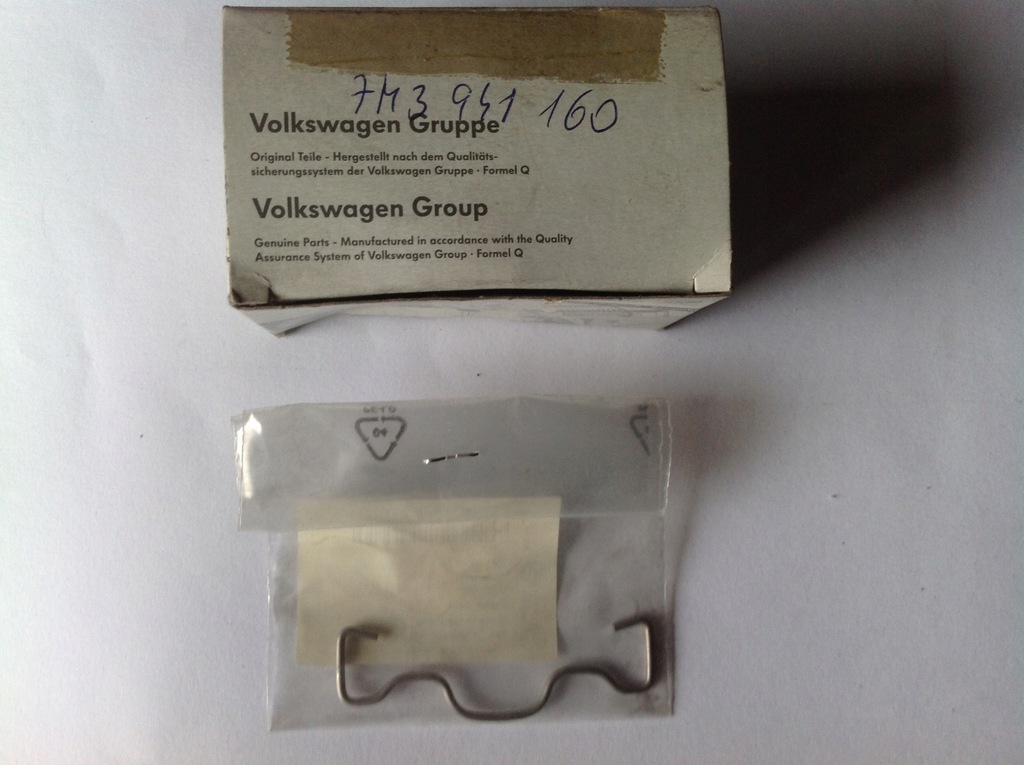 7M3 941 160
Volkswagen Gruppe
Original Teile - Hergestellt nach dem Qualitäts-
sicherungssystem der Volkswagen Gruppe · Formel Q
Volkswagen Group
Genuine Parts - Manufactured in accordance with the Quality
Assurance System of Volkswagen Group · Formel Q
04